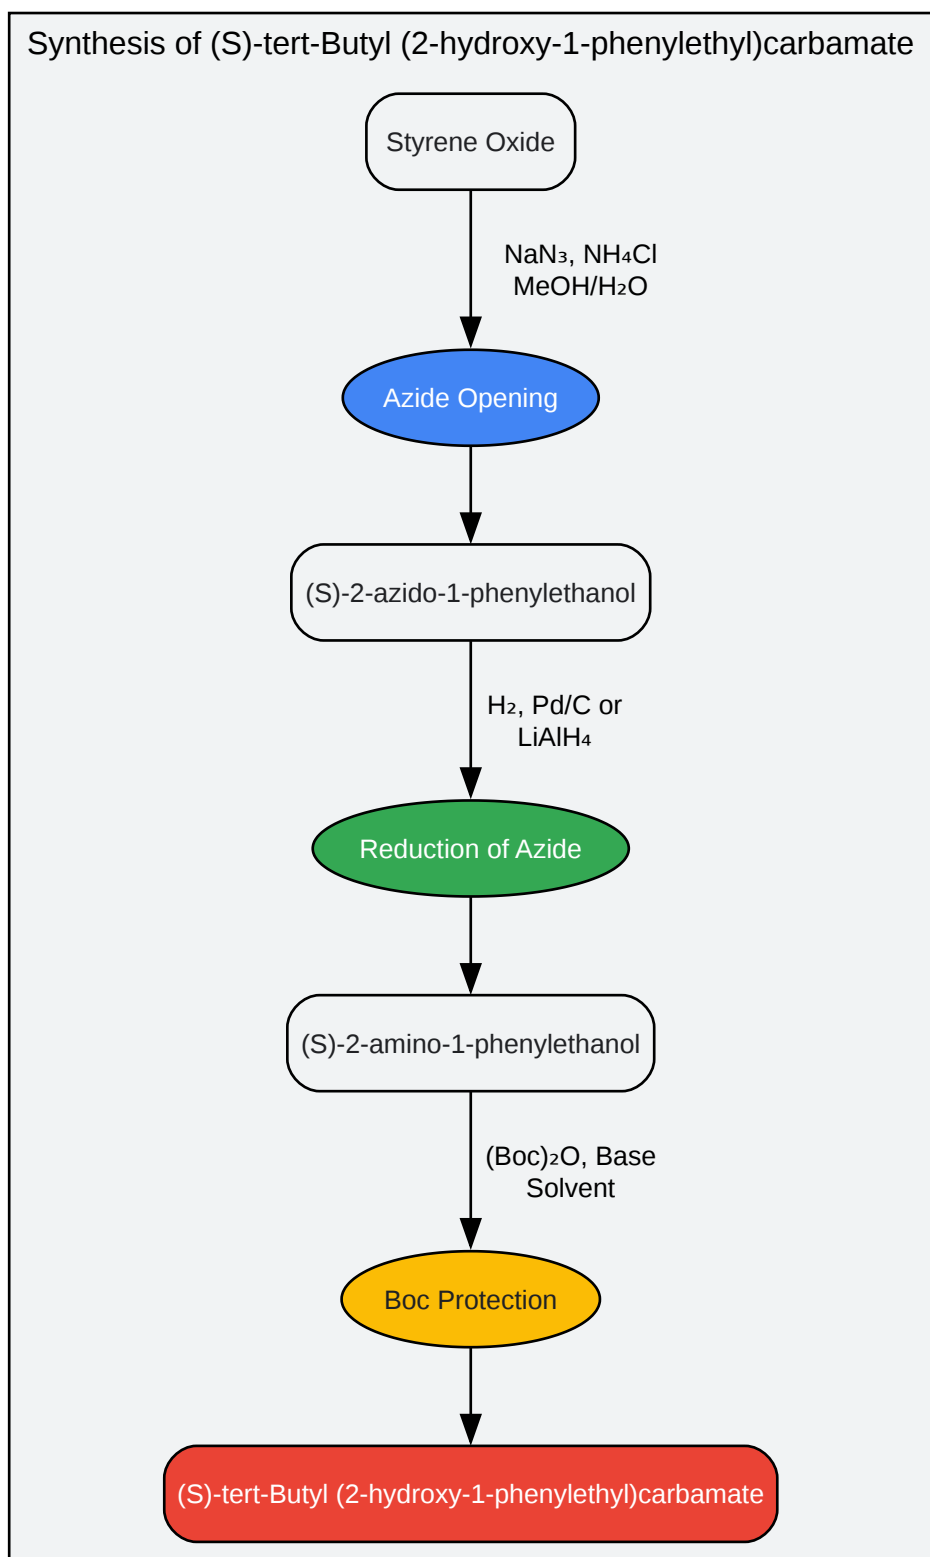 Synthesis of (S)-tert-Butyl (2-hydroxy-1-phenylethyl)carbamate
Styrene Oxide
NaN₃, NH₄Cl
MeOH/H₂O
Azide Opening
(S)-2-azido-1-phenylethanol
H₂, Pd/C or
LiAlH₄
Reduction of Azide
(S)-2-amino-1-phenylethanol
(Boc)₂O, Base
Solvent
Boc Protection
(S)-tert-Butyl (2-hydroxy-1-phenylethyl)carbamate